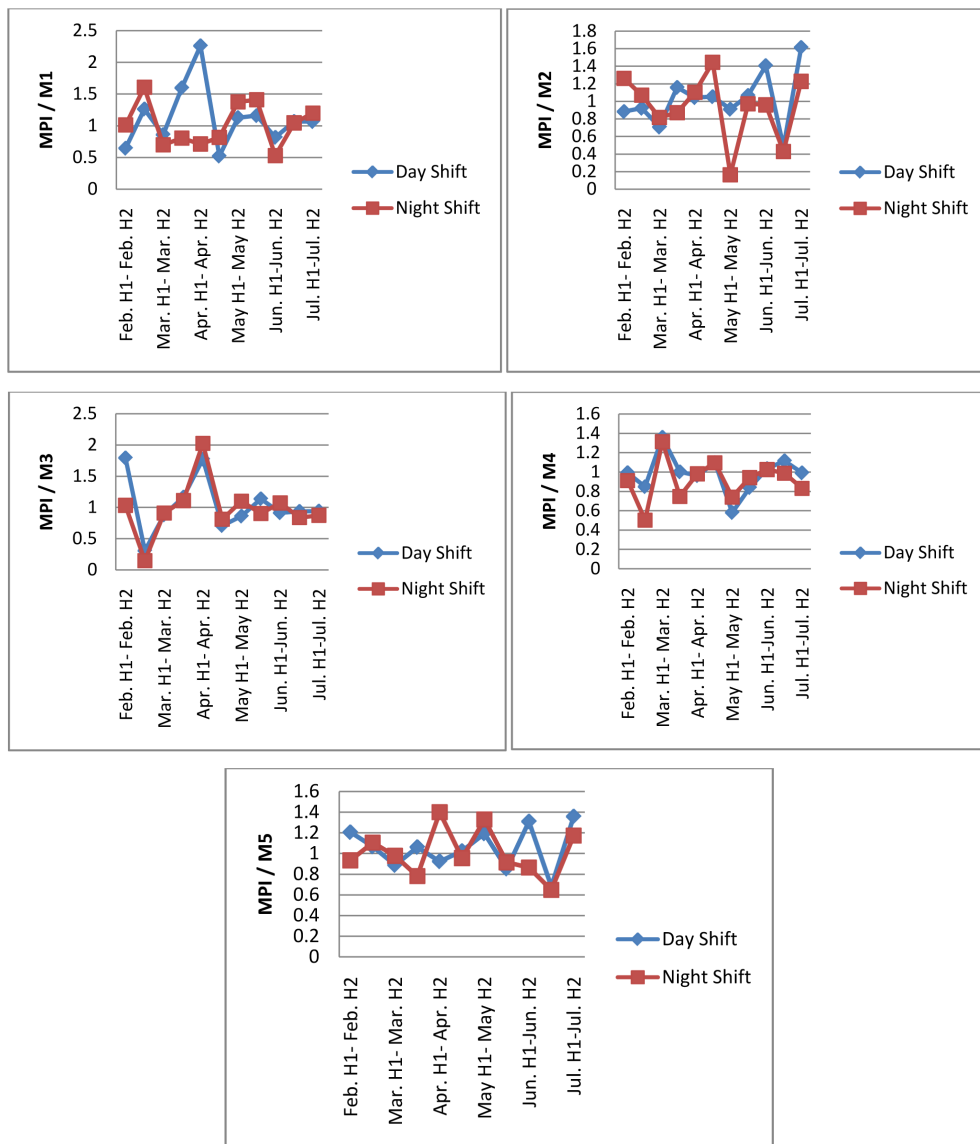 MPI / M1
2.5
2
1.5
1
0.5
0
Feb. H1- Feb. H2
Mar. H1- Mar. H2
Apr. H1- Apr. H2
May H1- May H2
Jun. H1-Jun. H2
Jul. H1-Jul. H2
Day Shift
Night Shift
MPI / M2
1.8
1.6
1.4
1.2
1
0.8
0.6
0.4
0.2
0
Feb. H1- Feb. H2
Mar. H1- Mar. H2
Apr. H1- Apr. H2
May H1- May H2
Jun. H1-Jun. H2
Jul. H1-Jul. H2
Day Shift
Night Shift
MPI / M3
2.5
2
1.5
1
0.5
0
Feb. H1- Feb. H2
Mar. H1- Mar. H2
Apr. H1- Apr. H2
May H1- May H2
Jun. H1-Jun. H2
Jul. H1-Jul. H2
Day Shift
Night Shift
MPI / M4
1.6
1.4
1.2
1
0.8
0.6
0.4
0.2
0
Feb. H1- Feb. H2
Mar. H1- Mar. H2
Apr. H1- Apr. H2
May H1- May H2
Jun. H1-Jun. H2
Jul. H1-Jul. H2
Day Shift
Night Shift
MPI / M5
1.6
1.4
1.2
1
0.8
0.6
0.4
0.2
0
Feb. H1- Feb. H2
Mar. H1- Mar. H2
Apr. H1- Apr. H2
May H1- May H2
Jun. H1-Jun. H2
Jul. H1-Jul. H2
Day Shift
Night Shift